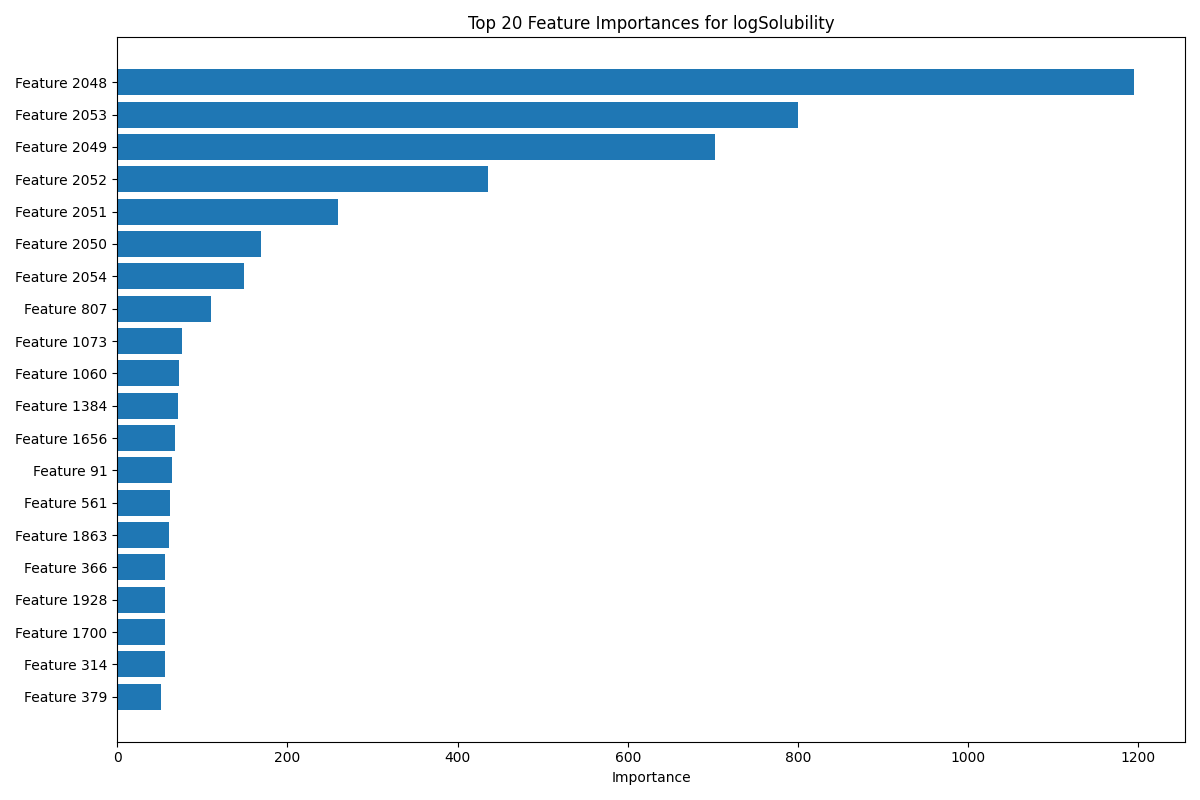 Top 20 Feature Importances for logSolubility
Feature 2048
Feature 2053
Feature 2049
Feature 2052
Feature 2051
Feature 2050
Feature 2054
Feature 807
Feature 1073
Feature 1060
Feature 1384
Feature 1656
Feature 91
Feature 561
Feature 1863
Feature 366
Feature 1928
Feature 1700
Feature 314
Feature 379
0 200 400 600 800 1000 1200
Importance